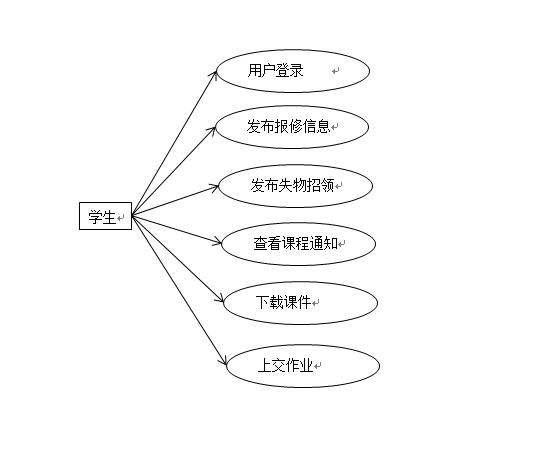 用户登录
发布报修信息
发布失物招领
学生
查看课程通知
下载课件
上交作业